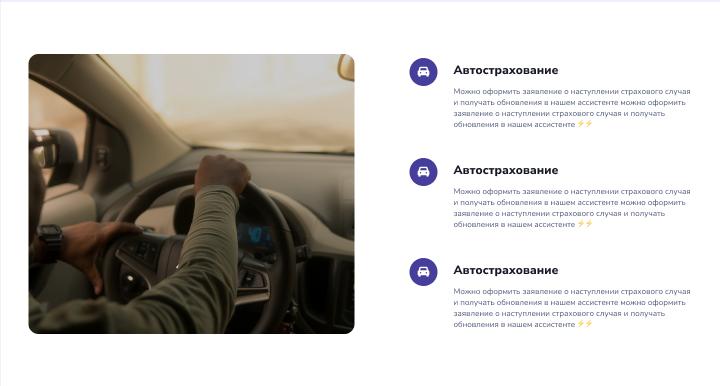 Автострахование
Можно оформить заявление о наступлении страхового случая
и получать обновления в нашем ассистенте можно оформить
заявление о наступлении страхового случая и получать
обновления в нашем ассистенте ⚡⚡
Автострахование
Можно оформить заявление о наступлении страхового случая
и получать обновления в нашем ассистенте можно оформить
заявление о наступлении страхового случая и получать
обновления в нашем ассистенте ⚡⚡
Автострахование
Можно оформить заявление о наступлении страхового случая
и получать обновления в нашем ассистенте можно оформить
заявление о наступлении страхового случая и получать
обновления в нашем ассистенте ⚡⚡